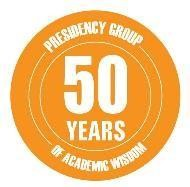 PRESIDENCY GROUP
50
YEARS
OF ACADEMIC WISDOM